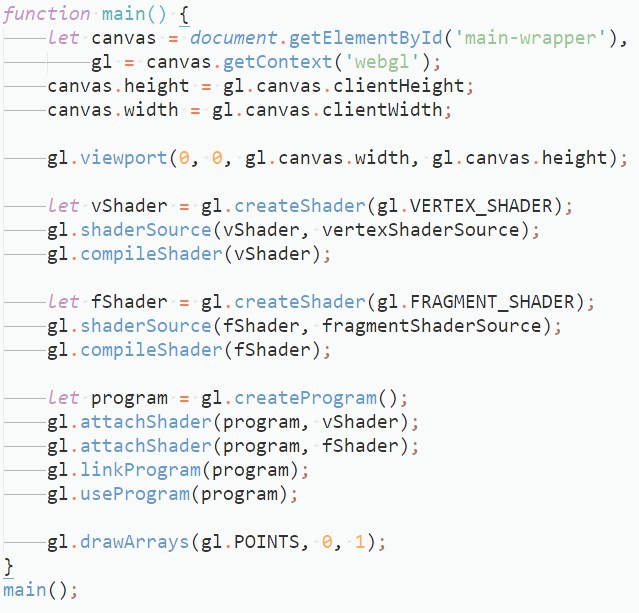 function main() {
let canvas = document.getElementById('main-wrapper'),
gl = canvas.getContext('webgl');
canvas.height = gl.canvas.clientHeight;
canvas.width = gl.canvas.clientWidth;
gl.viewport(0, 0, gl.canvas.width, gl.canvas.height);
let vShader = gl.createShader(gl.VERTEX_SHADER);
gl.shaderSource(vShader, vertexShaderSource);
gl.compileShader(vShader);
let fShader = gl.createShader(gl.FRAGMENT_SHADER);
gl.shaderSource(fShader, fragmentShaderSource);
gl.compileShader(fShader);
let program = gl.createProgram();
gl.attachShader(program, vShader);
gl.attachShader(program, fShader);
gl.linkProgram(program);
gl.useProgram(program);
gl.drawArrays(gl.POINTS, 0, 1);
}
main();